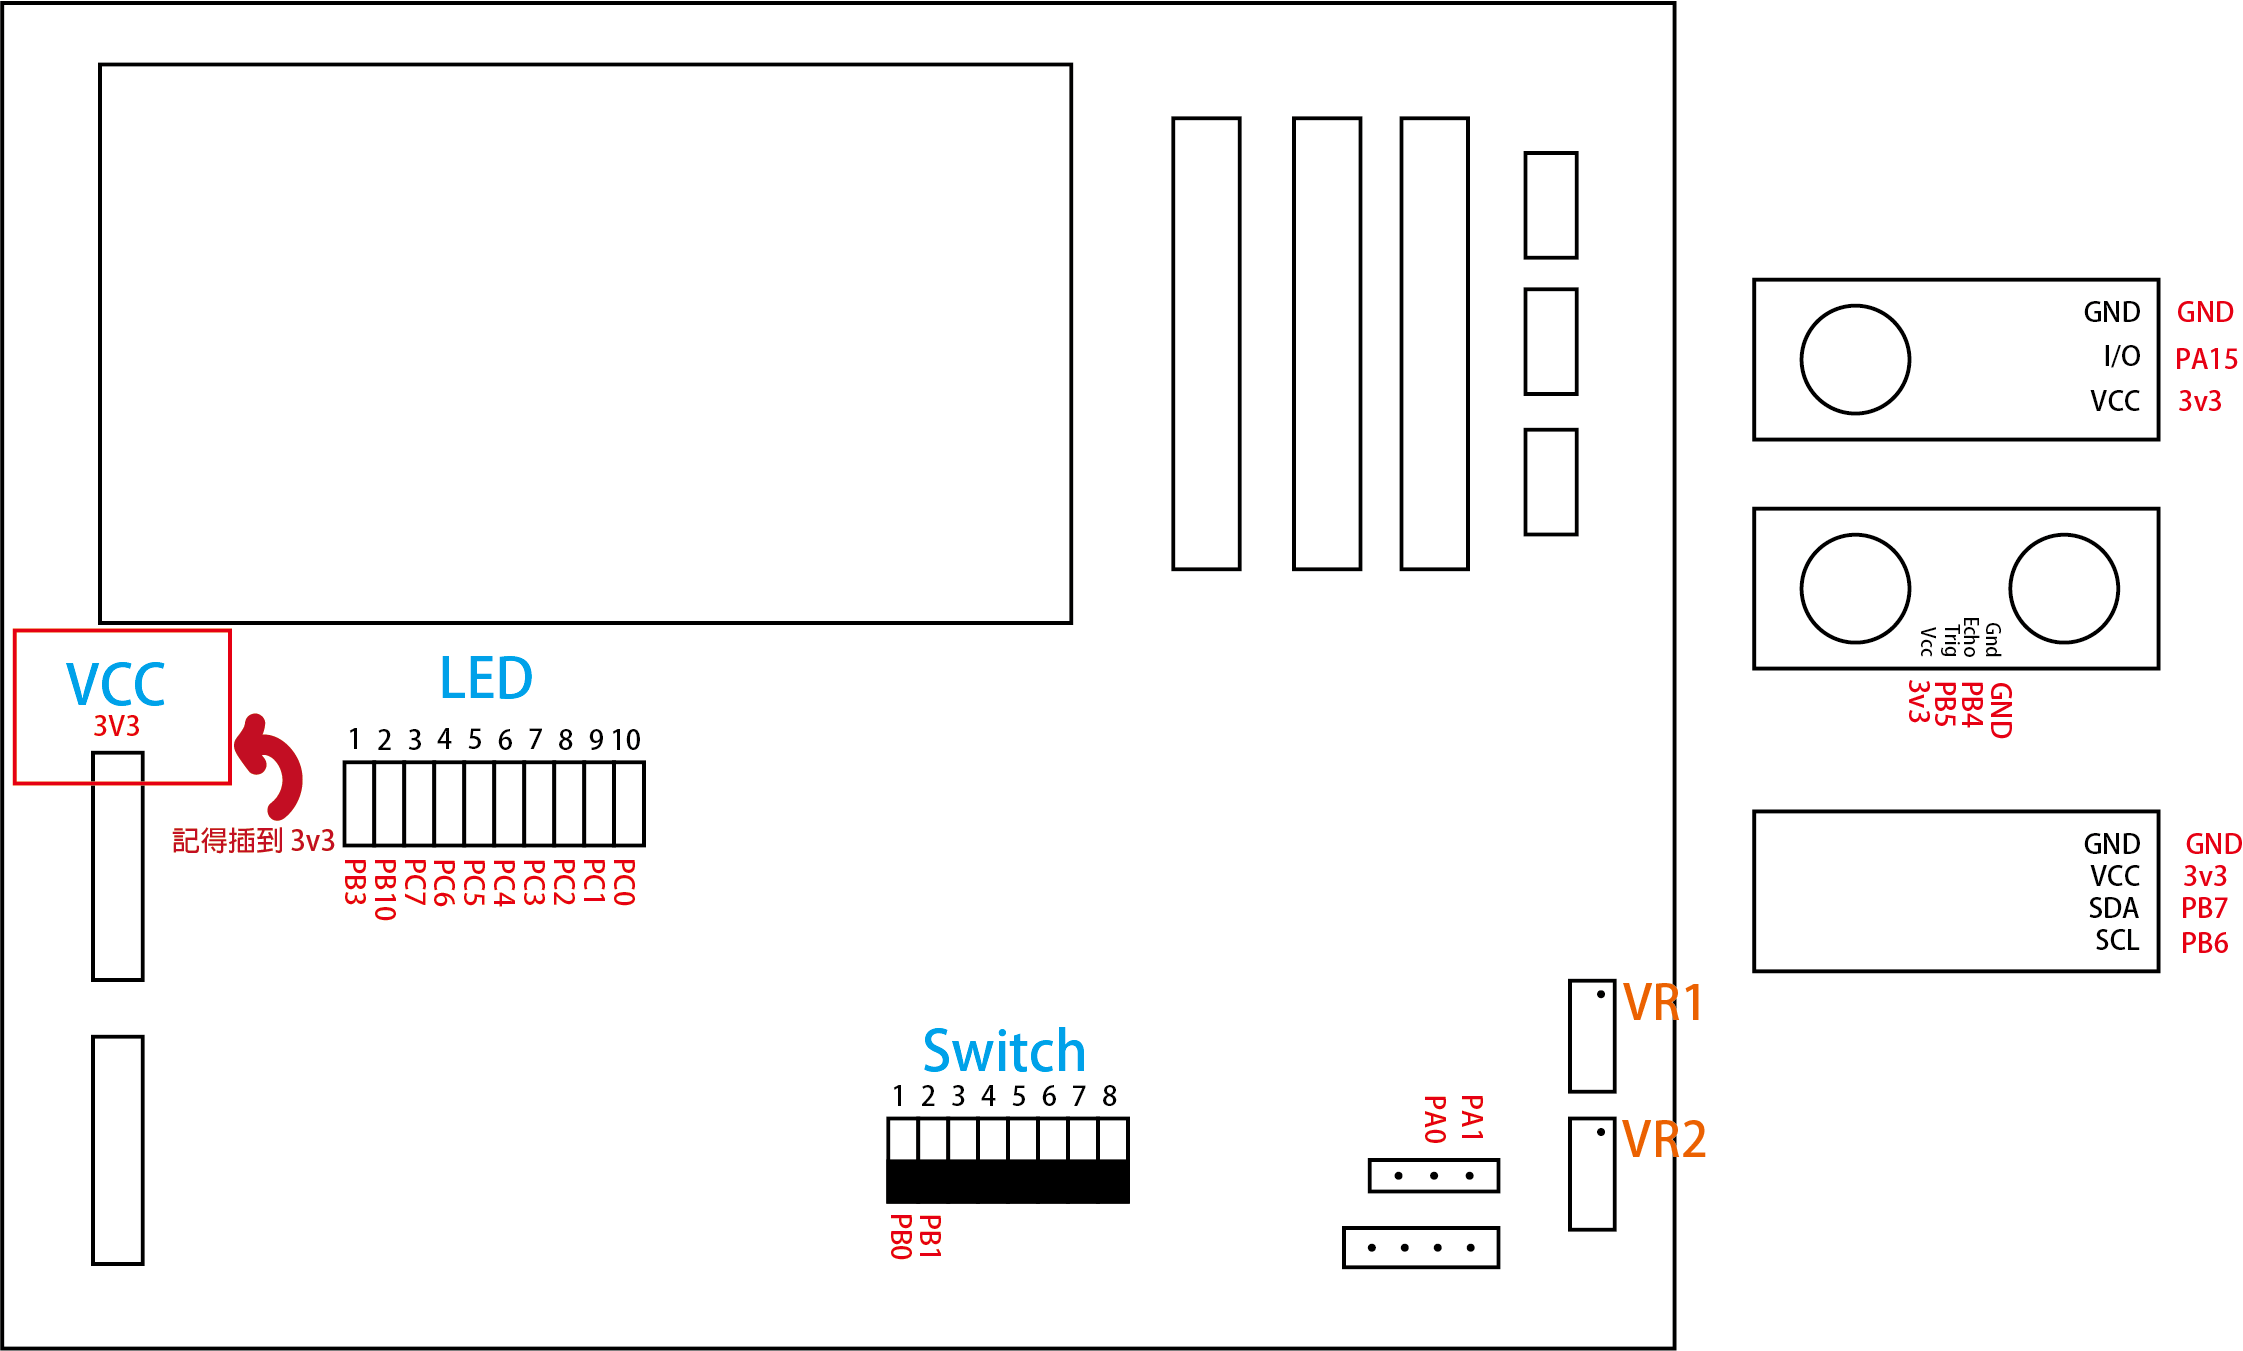 VCC
3V3
記得插到 3v3
LED
1 2 3 4 5 6 7 8 9 10
PB3 PB10 PC7 PC6 PC5 PC4 PC3 PC2 PC1 PC0
Switch
1 2 3 4 5 6 7 8
PB0 PB1
PA0 PA1
VR1
VR2
GND GND
I/O PA15
VCC 3v3
Vcc Trig Echo Gnd
3v3 PB5 PB4 GND
GND GND
VCC 3v3
SDA PB7
SCL PB6